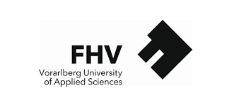 FHV
Vorarlberg University
of Applied Sciences